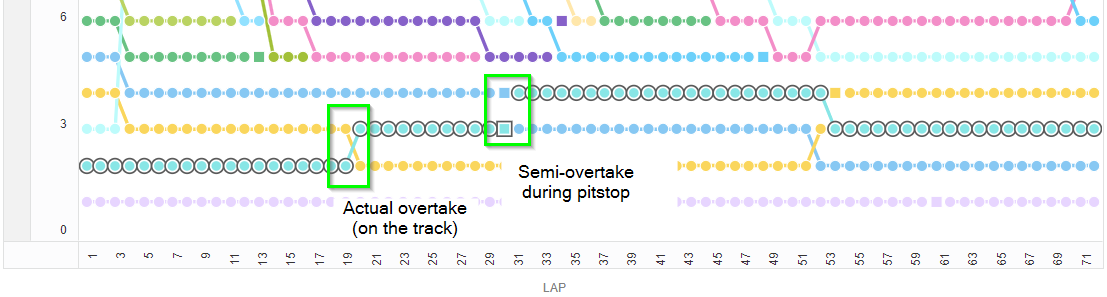 6
3
0
Semi-overtake
during pitstop
Actual overtake
(on the track)
1 3 5 7 9 11 13 15 17 19 21 23 25 27 29 31 33 35 37 39 41 43 45 47 49 51 53 55 57 59 61 63 65 67 69 71
LAP